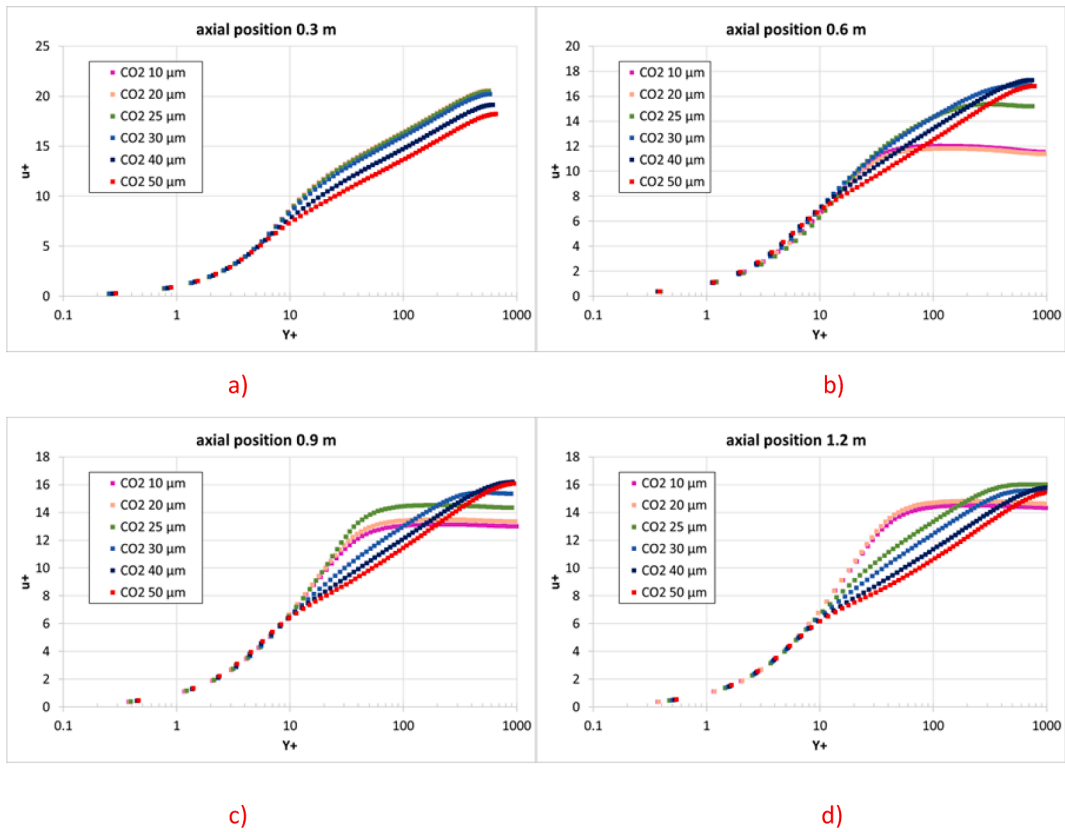 axial position 0.3 m
25
20
15
10
5
0
u+
CO2 10 µm
CO2 20 µm
CO2 25 µm
CO2 30 µm
CO2 40 µm
CO2 50 µm
0.1 1 10 100 1000
Y+
a)
axial position 0.6 m
20
18
16
14
12
10
8
6
4
2
0
u+
CO2 10 µm
CO2 20 µm
CO2 25 µm
CO2 30 µm
CO2 40 µm
CO2 50 µm
0.1 1 10 100 1000
Y+
b)
axial position 0.9 m
18
16
14
12
10
8
6
4
2
0
u+
CO2 10 µm
CO2 20 µm
CO2 25 µm
CO2 30 µm
CO2 40 µm
CO2 50 µm
0.1 1 10 100 1000
Y+
c)
axial position 1.2 m
18
16
14
12
10
8
6
4
2
0
u+
CO2 10 µm
CO2 20 µm
CO2 25 µm
CO2 30 µm
CO2 40 µm
CO2 50 µm
0.1 1 10 100 1000
Y+
d)